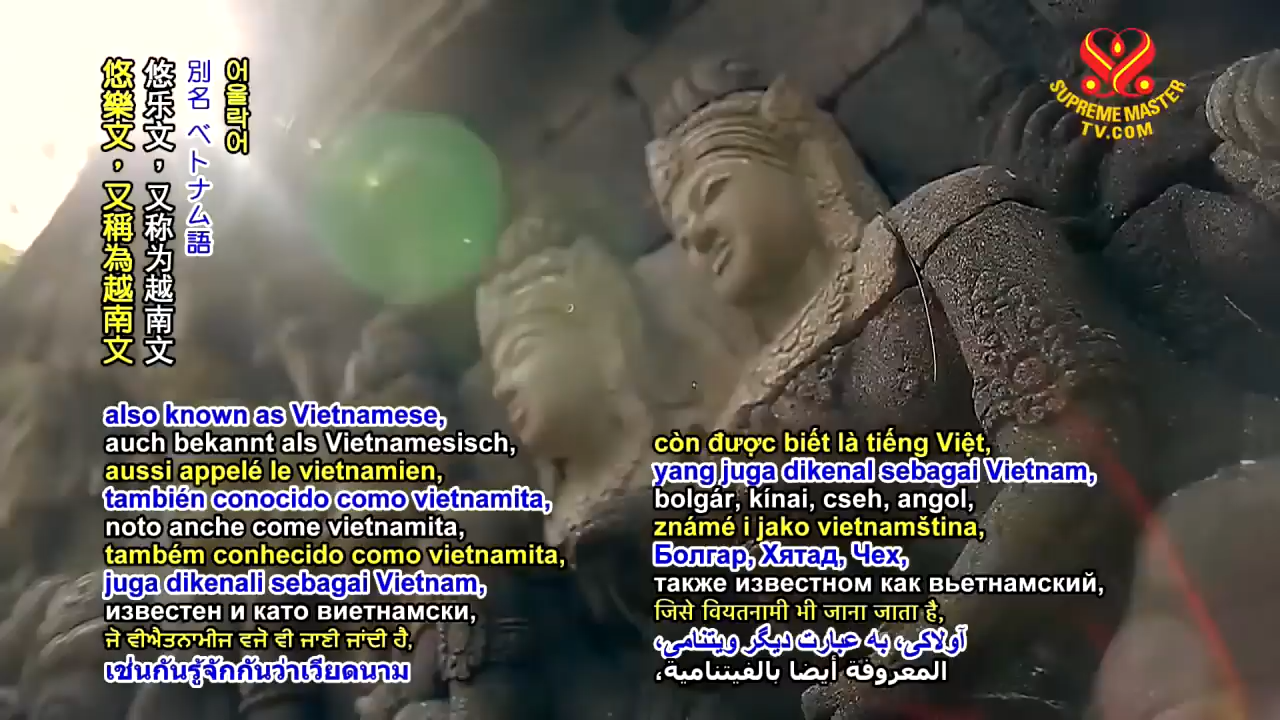 어울락어
別名 ベトナム語
悠乐文，又称为越南文
悠樂文，又稱為越南文
SUPREME MASTER
TV.COM
also known as Vietnamese,
auch bekannt als Vietnamesisch,
aussi appelé le vietnamien,
también conocido como vietnamita,
noto anche come vietnamita,
também conhecido como vietnamita,
juga dikenali sebagai Vietnam,
известен и като виетнамски,
ਜੋ ਵੀਐਤਨਾਮੀਜ ਵਜੋ ਵੀ ਜਾਣੀ ਜਾਂਦੀ ਹੈ,
เช่นกันรู้จักกันว่าเวียดนาม
còn được biết là tiếng Việt,
yang juga dikenal sebagai Vietnam,
bolgár, kínai, cseh, angol,
známé i jako vietnamština,
Болгар, Хятад, Чех,
также известном как вьетнамский,
जिसे वियतनामी भी जाना जाता है,
آولاکی، به عبارت دیگر ویتنامی،
المعروفة أيضا بالفيتنامية،